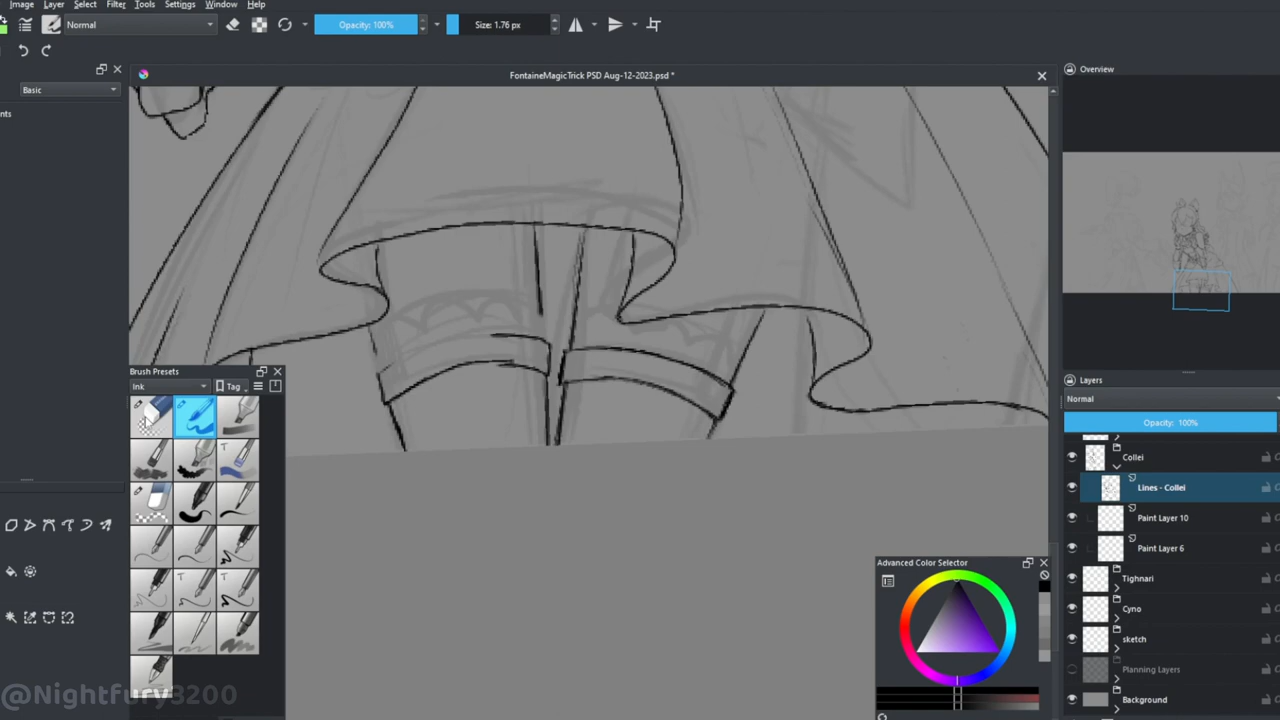 Image Layer Select Filter Tools Settings Window Help
Normal Opacity: 100% Size: 1.76 px
FontaineMagicTrick PSD Aug-12-2023.psd *
Overview
Basic
Brush Presets
Ink Tag
T
T T
Layers
Normal
Opacity: 100%
Collei
Lines - Collei
Paint Layer 10
Paint Layer 6
Tighnari
Cyno
sketch
Planning Layers
Background
Advanced Color Selector
@Nightfury3200